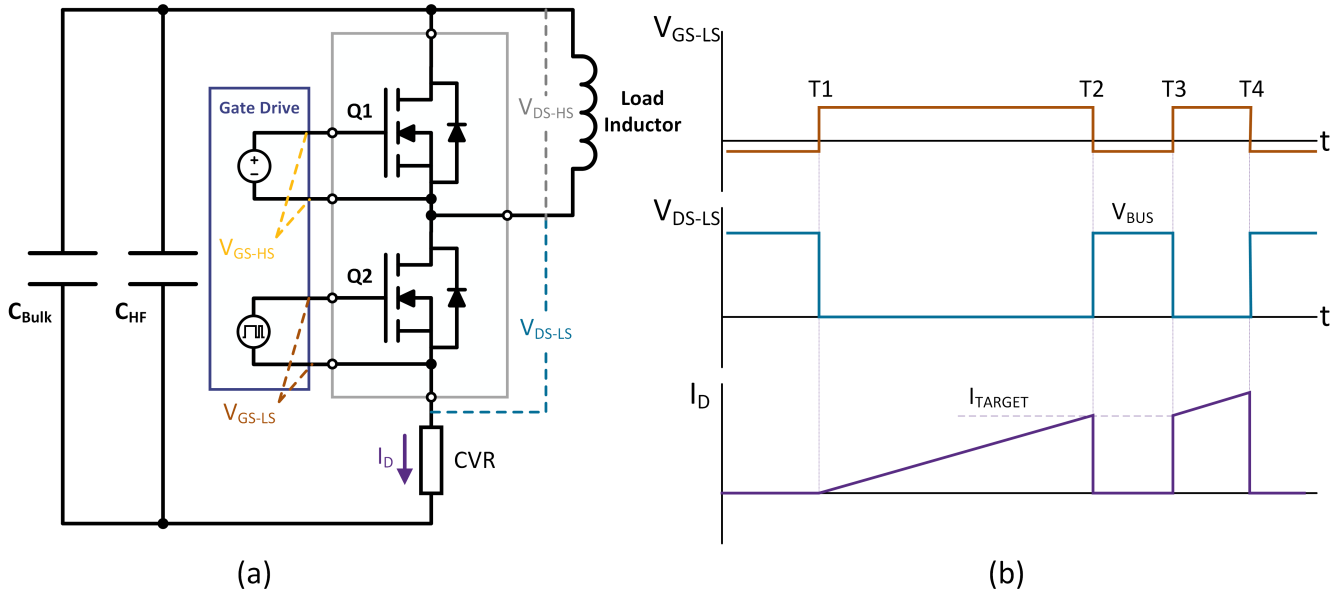 Gate Drive
Q1
+
−
V_GS-HS
V_DS-HS
Load
Inductor
C_Bulk
C_HF
Q2
V_DS-LS
V_GS-LS
I_D
CVR
(a)
V_GS-LS
T1
T2
T3
T4
t
V_DS-LS
V_BUS
t
I_D
I_TARGET
(b)